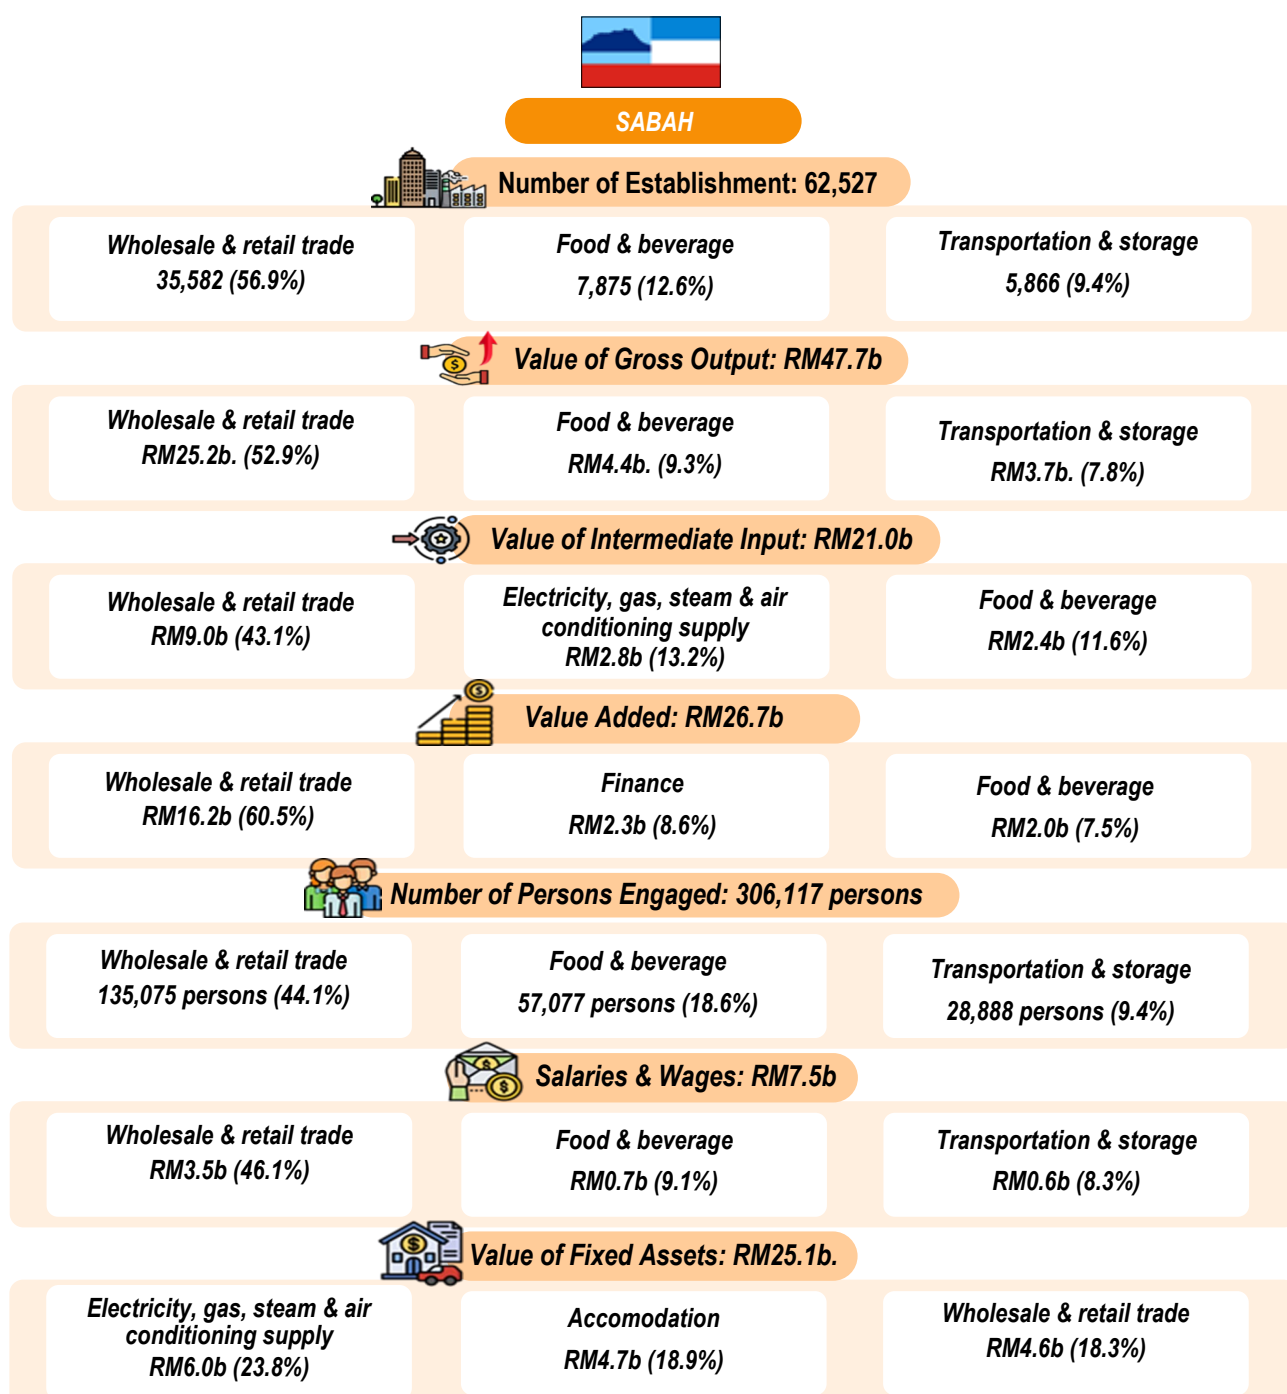 SABAH
Number of Establishment: 62,527
Wholesale & retail trade
35,582 (56.9%)
Food & beverage
7,875 (12.6%)
Transportation & storage
5,866 (9.4%)
Value of Gross Output: RM47.7b
Wholesale & retail trade
RM25.2b. (52.9%)
Food & beverage
RM4.4b. (9.3%)
Transportation & storage
RM3.7b. (7.8%)
Value of Intermediate Input: RM21.0b
Wholesale & retail trade
RM9.0b (43.1%)
Electricity, gas, steam & air
conditioning supply
RM2.8b (13.2%)
Food & beverage
RM2.4b (11.6%)
Value Added: RM26.7b
Wholesale & retail trade
RM16.2b (60.5%)
Finance
RM2.3b (8.6%)
Food & beverage
RM2.0b (7.5%)
Number of Persons Engaged: 306,117 persons
Wholesale & retail trade
135,075 persons (44.1%)
Food & beverage
57,077 persons (18.6%)
Transportation & storage
28,888 persons (9.4%)
Salaries & Wages: RM7.5b
Wholesale & retail trade
RM3.5b (46.1%)
Food & beverage
RM0.7b (9.1%)
Transportation & storage
RM0.6b (8.3%)
Value of Fixed Assets: RM25.1b.
Electricity, gas, steam & air
conditioning supply
RM6.0b (23.8%)
Accomodation
RM4.7b (18.9%)
Wholesale & retail trade
RM4.6b (18.3%)